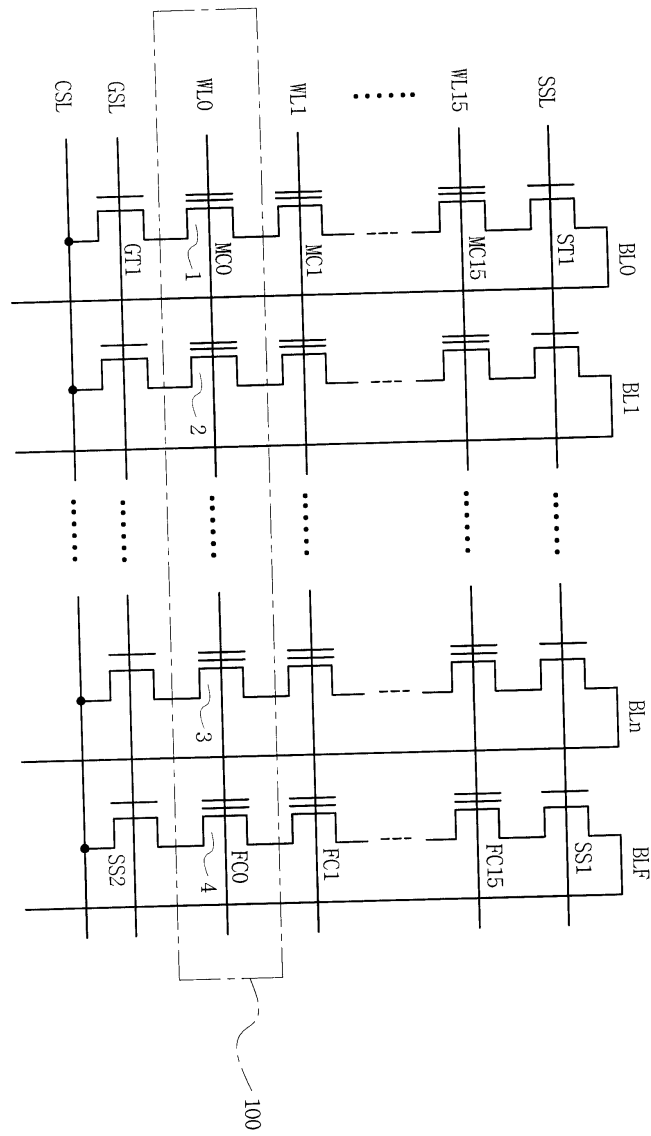 BL0
BL1
BLn
BLF
SSL
ST1
SS1
WL15
MC15
FC15
······
WL1
MC1
FC1
WL0
MC0
FC0
1
2
3
4
GSL
GT1
SS2
CSL
100